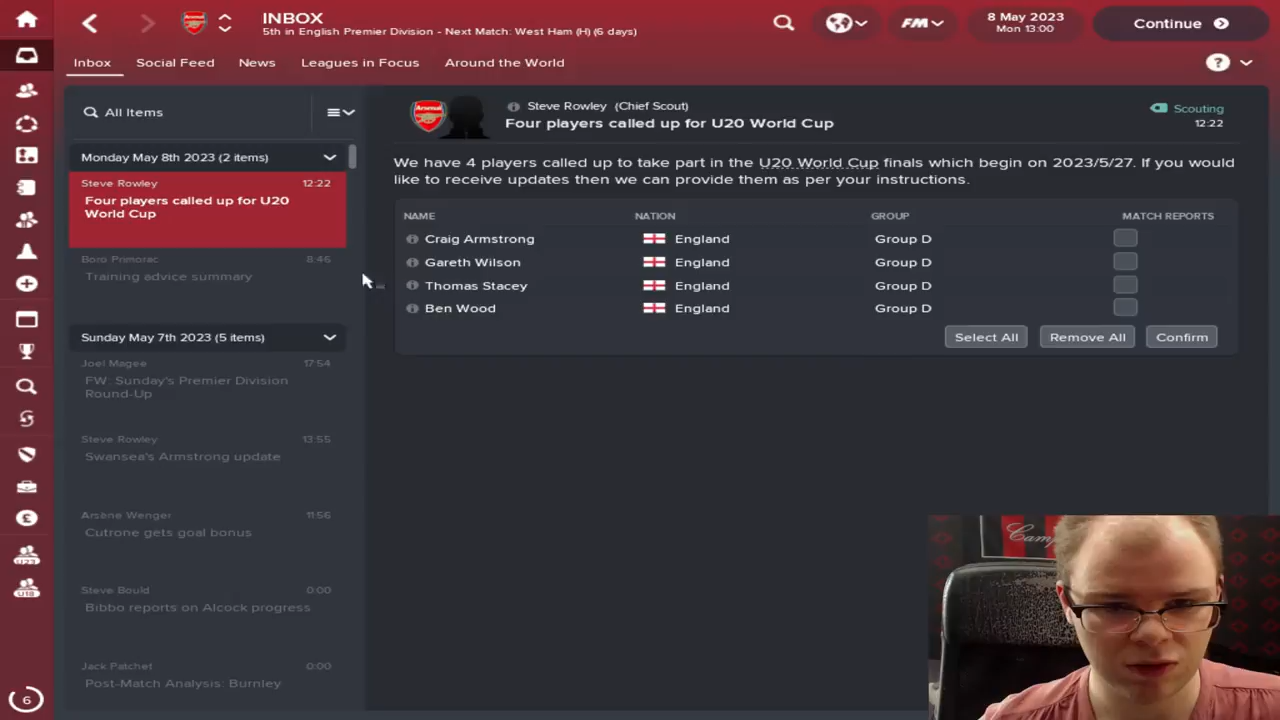 INBOX
5th in English Premier Division - Next Match: West Ham (H) (6 days)
FM
8 May 2023
Mon 13:00
Continue
Inbox
Social Feed
News
Leagues in Focus
Around the World
?
All Items
Monday May 8th 2023 (2 items)
Steve Rowley 12:22
Four players called up for U20
World Cup
Boro Primorac 8:46
Training advice summary
Sunday May 7th 2023 (5 items)
Joel Magee 17:54
FW: Sunday's Premier Division
Round-Up
Steve Rowley 13:55
Swansea's Armstrong update
Arsène Wenger 11:56
Cutrone gets goal bonus
Steve Bould 0:00
Bibbo reports on Alcock progress
Jack Patchet 0:00
Post-Match Analysis: Burnley
Arsenal
Steve Rowley (Chief Scout)
Four players called up for U20 World Cup
Scouting
12:22
We have 4 players called up to take part in the U20 World Cup finals which begin on 2023/5/27. If you would
like to receive updates then we can provide them as per your instructions.
NAME NATION GROUP MATCH REPORTS
Craig Armstrong England Group D
Gareth Wilson England Group D
Thomas Stacey England Group D
Ben Wood England Group D
Select All
Remove All
Confirm
U23
U18
6